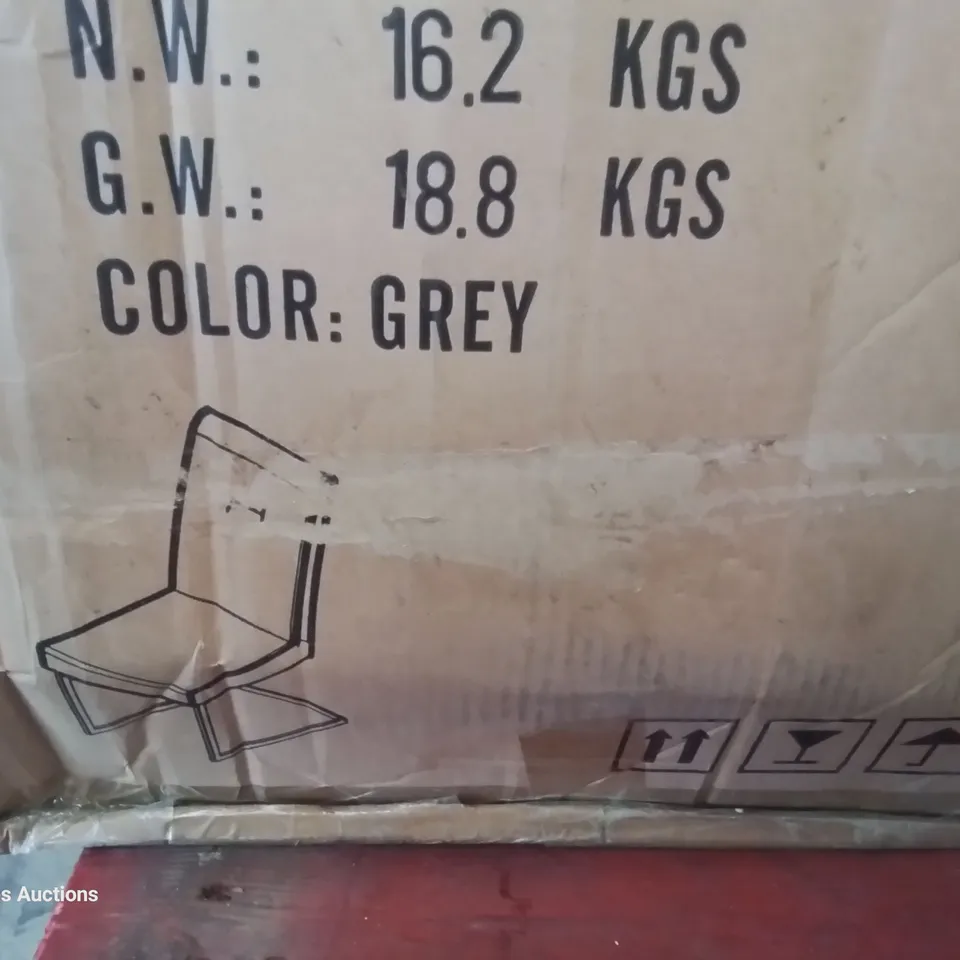 N.W.: 16.2 KGS
G.W.: 18.8 KGS
COLOR: GREY
s Auctions